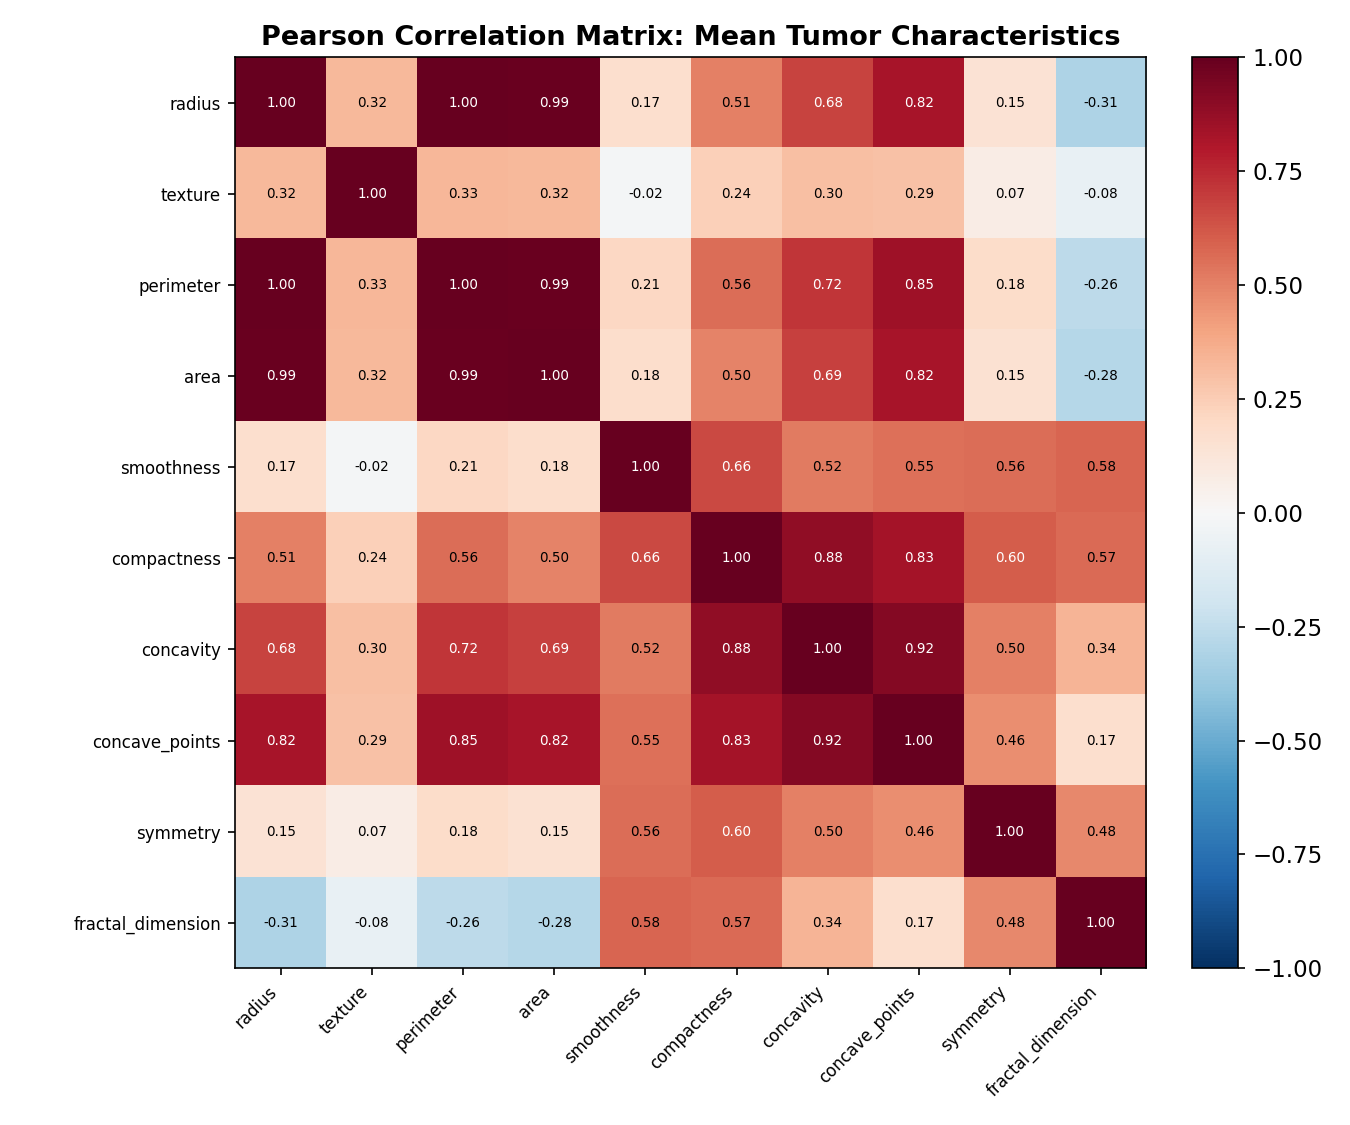 Pearson Correlation Matrix: Mean Tumor Characteristics
radius 1.00 0.32 1.00 0.99 0.17 0.51 0.68 0.82 0.15 -0.31
texture 0.32 1.00 0.33 0.32 -0.02 0.24 0.30 0.29 0.07 -0.08
perimeter 1.00 0.33 1.00 0.99 0.21 0.56 0.72 0.85 0.18 -0.26
area 0.99 0.32 0.99 1.00 0.18 0.50 0.69 0.82 0.15 -0.28
smoothness 0.17 -0.02 0.21 0.18 1.00 0.66 0.52 0.55 0.56 0.58
compactness 0.51 0.24 0.56 0.50 0.66 1.00 0.88 0.83 0.60 0.57
concavity 0.68 0.30 0.72 0.69 0.52 0.88 1.00 0.92 0.50 0.34
concave_points 0.82 0.29 0.85 0.82 0.55 0.83 0.92 1.00 0.46 0.17
symmetry 0.15 0.07 0.18 0.15 0.56 0.60 0.50 0.46 1.00 0.48
fractal_dimension -0.31 -0.08 -0.26 -0.28 0.58 0.57 0.34 0.17 0.48 1.00
radius texture perimeter area smoothness compactness concavity concave_points symmetry fractal_dimension
1.00
0.75
0.50
0.25
0.00
−0.25
−0.50
−0.75
−1.00